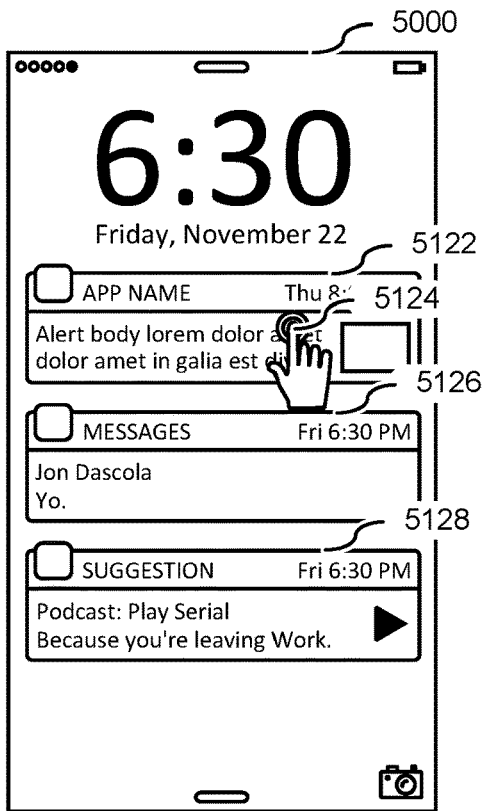 5000
6:30
Friday, November 22
5122
APP NAME Thu 8:
5124
Alert body lorem dolor
dolor amet in galia est
5126
MESSAGES Fri 6:30 PM
Jon Dascola
Yo.
5128
SUGGESTION Fri 6:30 PM
Podcast: Play Serial
Because you're leaving Work.